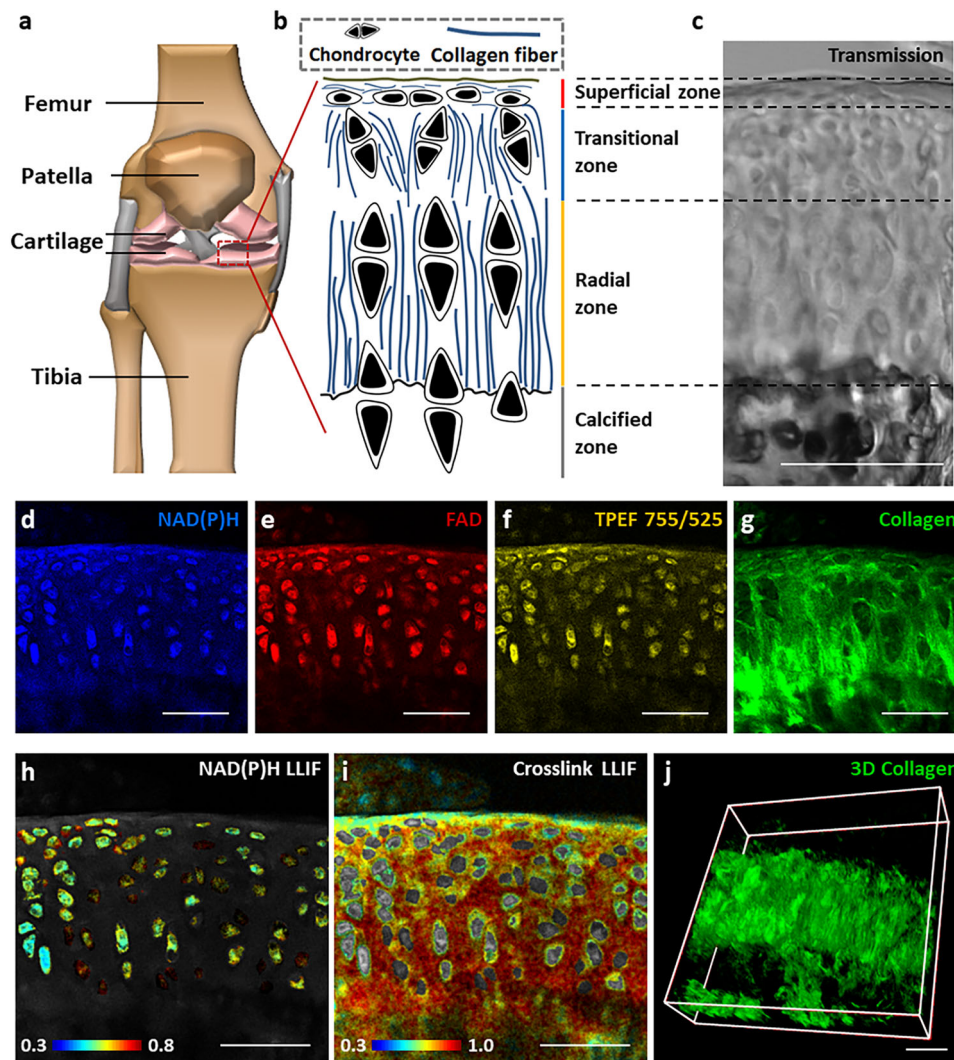 a
Femur
Patella
Cartilage
Tibia
b
Chondrocyte
Collagen fiber
Superficial zone
Transitional
zone
Radial
zone
Calcified
zone
c
Transmission
d
NAD(P)H
e
FAD
f
TPEF 755/525
g
Collagen
h
NAD(P)H LLIF
0.3
0.8
i
Crosslink LLIF
0.3
1.0
j
3D Collagen